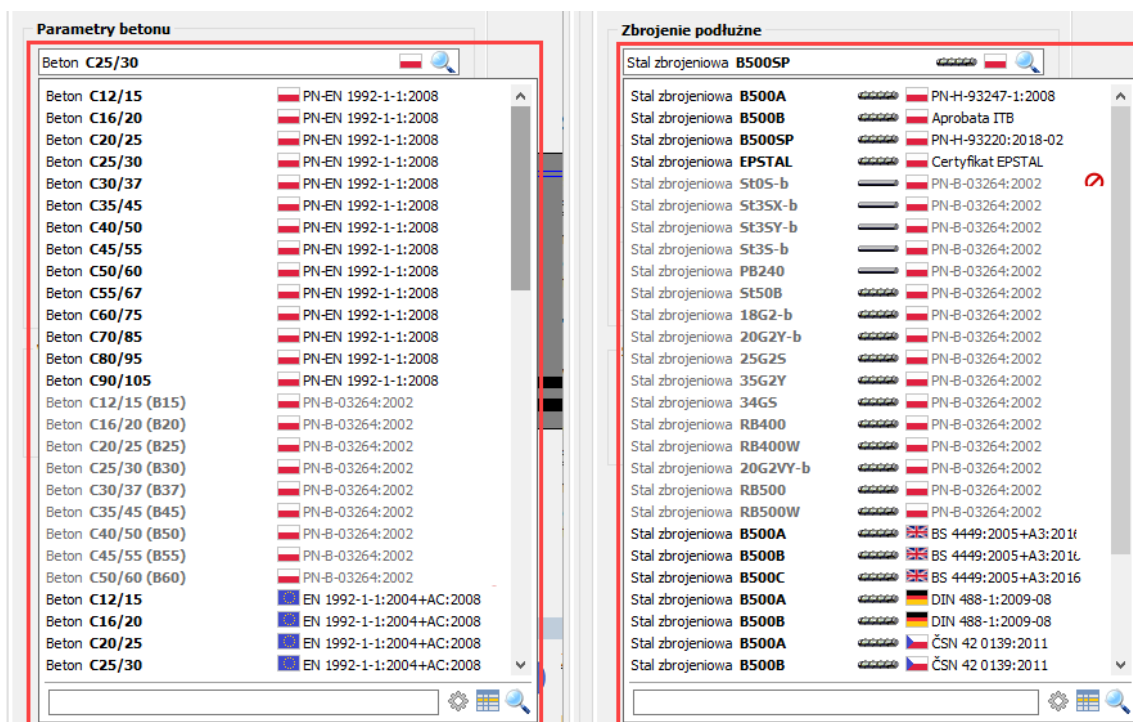 Parametry betonu
Beton C25/30
Beton C12/15 PN-EN 1992-1-1:2008
Beton C16/20 PN-EN 1992-1-1:2008
Beton C20/25 PN-EN 1992-1-1:2008
Beton C25/30 PN-EN 1992-1-1:2008
Beton C30/37 PN-EN 1992-1-1:2008
Beton C35/45 PN-EN 1992-1-1:2008
Beton C40/50 PN-EN 1992-1-1:2008
Beton C45/55 PN-EN 1992-1-1:2008
Beton C50/60 PN-EN 1992-1-1:2008
Beton C55/67 PN-EN 1992-1-1:2008
Beton C60/75 PN-EN 1992-1-1:2008
Beton C70/85 PN-EN 1992-1-1:2008
Beton C80/95 PN-EN 1992-1-1:2008
Beton C90/105 PN-EN 1992-1-1:2008
Beton C12/15 (B15) PN-B-03264:2002
Beton C16/20 (B20) PN-B-03264:2002
Beton C20/25 (B25) PN-B-03264:2002
Beton C25/30 (B30) PN-B-03264:2002
Beton C30/37 (B37) PN-B-03264:2002
Beton C35/45 (B45) PN-B-03264:2002
Beton C40/50 (B50) PN-B-03264:2002
Beton C45/55 (B55) PN-B-03264:2002
Beton C50/60 (B60) PN-B-03264:2002
Beton C12/15 EN 1992-1-1:2004+AC:2008
Beton C16/20 EN 1992-1-1:2004+AC:2008
Beton C20/25 EN 1992-1-1:2004+AC:2008
Beton C25/30 EN 1992-1-1:2004+AC:2008
Zbrojenie podłużne
Stal zbrojeniowa B500SP
Stal zbrojeniowa B500A PN-H-93247-1:2008
Stal zbrojeniowa B500B Aprobata ITB
Stal zbrojeniowa B500SP PN-H-93220:2018-02
Stal zbrojeniowa EPSTAL Certyfikat EPSTAL
Stal zbrojeniowa St0S-b PN-B-03264:2002
Stal zbrojeniowa St3SX-b PN-B-03264:2002
Stal zbrojeniowa St3SY-b PN-B-03264:2002
Stal zbrojeniowa St3S-b PN-B-03264:2002
Stal zbrojeniowa PB240 PN-B-03264:2002
Stal zbrojeniowa St50B PN-B-03264:2002
Stal zbrojeniowa 18G2-b PN-B-03264:2002
Stal zbrojeniowa 20G2Y-b PN-B-03264:2002
Stal zbrojeniowa 25G2S PN-B-03264:2002
Stal zbrojeniowa 35G2Y PN-B-03264:2002
Stal zbrojeniowa 34GS PN-B-03264:2002
Stal zbrojeniowa RB400 PN-B-03264:2002
Stal zbrojeniowa RB400W PN-B-03264:2002
Stal zbrojeniowa 20G2VY-b PN-B-03264:2002
Stal zbrojeniowa RB500 PN-B-03264:2002
Stal zbrojeniowa RB500W PN-B-03264:2002
Stal zbrojeniowa B500A BS 4449:2005+A3:2016
Stal zbrojeniowa B500B BS 4449:2005+A3:2016
Stal zbrojeniowa B500C BS 4449:2005+A3:2016
Stal zbrojeniowa B500A DIN 488-1:2009-08
Stal zbrojeniowa B500B DIN 488-1:2009-08
Stal zbrojeniowa B500A ČSN 42 0139:2011
Stal zbrojeniowa B500B ČSN 42 0139:2011